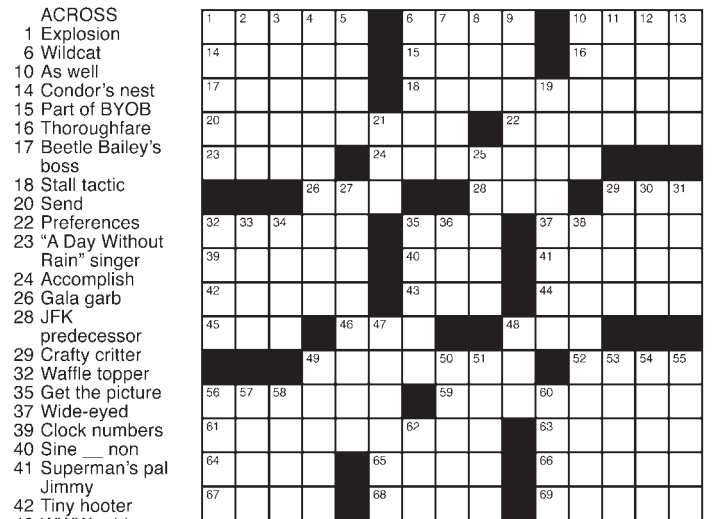 ACROSS
1 Explosion
6 Wildcat
10 As well
14 Condor's nest
15 Part of BYOB
16 Thoroughfare
17 Beetle Bailey's
boss
18 Stall tactic
20 Send
22 Preferences
23 "A Day Without
Rain" singer
24 Accomplish
26 Gala garb
28 JFK
predecessor
29 Crafty critter
32 Waffle topper
35 Get the picture
37 Wide-eyed
39 Clock numbers
40 Sine __ non
41 Superman's pal
Jimmy
42 Tiny hooter
1 2 3 4 5 6 7 8 9 10 11 12 13
14 15 16
17 18 19
20 21 22
23 24 25
26 27 28 29 30 31
32 33 34 35 36 37 38
39 40 41
42 43 44
45 46 47 48
49 50 51 52 53 54 55
56 57 58 59 60
61 62 63
64 65 66
67 68 69